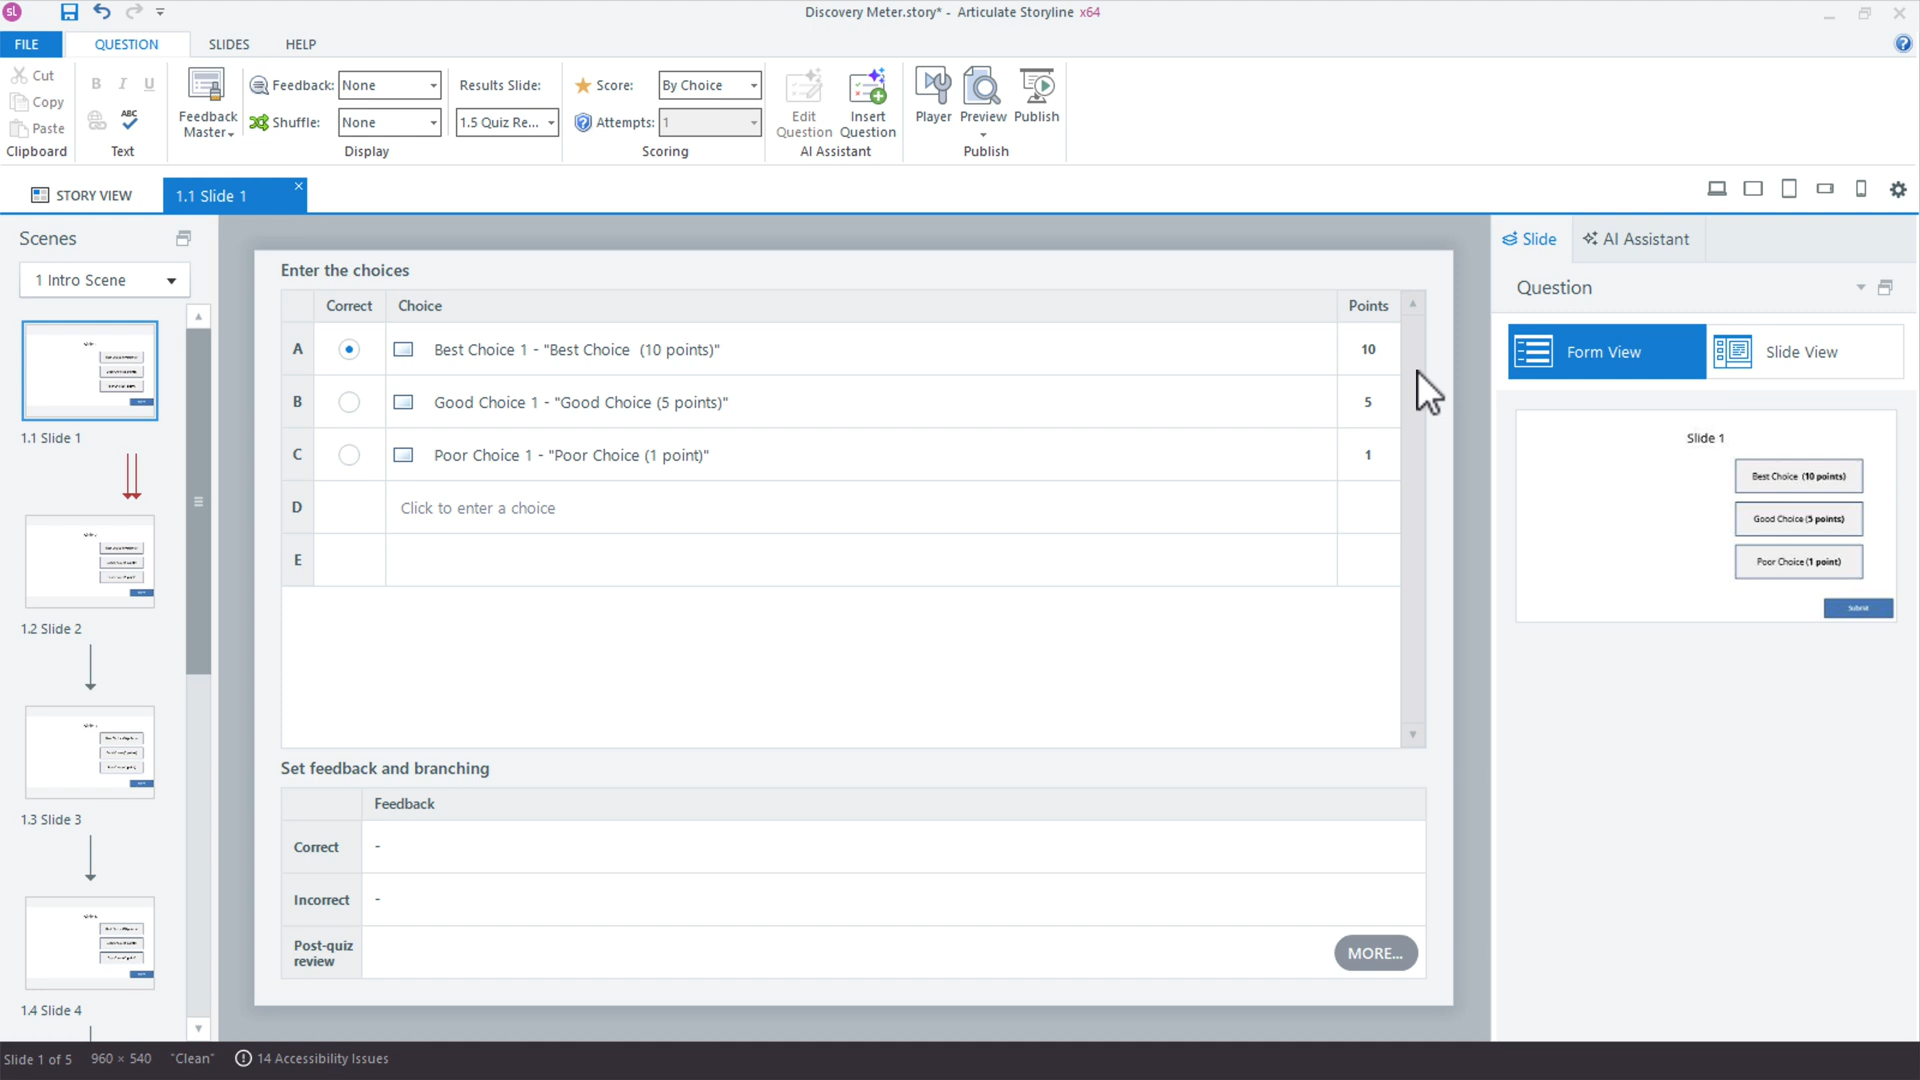 sl
Discovery Meter.story* - Articulate Storyline x64
FILE
QUESTION
SLIDES
HELP
?
Cut
Copy
Paste
Clipboard
B I U
ABC
Text
Feedback
Master
Feedback: None
Shuffle: None
Display
Results Slide:
1.5 Quiz Re...
Score: By Choice
Attempts: 1
Scoring
Edit
Question
Insert
Question
AI Assistant
Player
Preview
Publish
Publish
STORY VIEW
1.1 Slide 1
Scenes
1 Intro Scene
1.1 Slide 1
1.2 Slide 2
1.3 Slide 3
1.4 Slide 4
Enter the choices
Correct Choice Points
A Best Choice 1 - "Best Choice (10 points)" 10
B Good Choice 1 - "Good Choice (5 points)" 5
C Poor Choice 1 - "Poor Choice (1 point)" 1
D Click to enter a choice
E
Set feedback and branching
Feedback
Correct -
Incorrect -
Post-quiz
review
MORE...
Slide
AI Assistant
Question
Form View
Slide View
Slide 1
Best Choice (10 points)
Good Choice (5 points)
Poor Choice (1 point)
Submit
Slide 1 of 5 960 × 540 "Clean" 14 Accessibility Issues